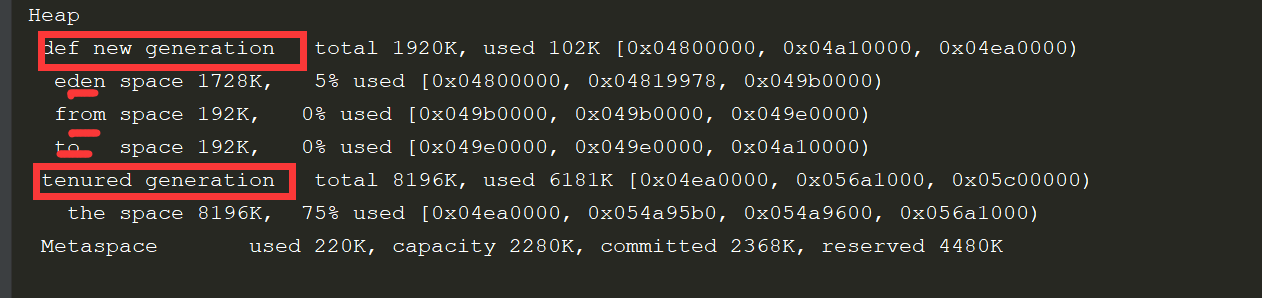 Heap
def new generation total 1920K, used 102K [0x04800000, 0x04a10000, 0x04ea0000)
eden space 1728K, 5% used [0x04800000, 0x04819978, 0x049b0000)
from space 192K, 0% used [0x049b0000, 0x049b0000, 0x049e0000)
to space 192K, 0% used [0x049e0000, 0x049e0000, 0x04a10000)
tenured generation total 8196K, used 6181K [0x04ea0000, 0x056a1000, 0x05c00000)
the space 8196K, 75% used [0x04ea0000, 0x054a95b0, 0x054a9600, 0x056a1000)
Metaspace used 220K, capacity 2280K, committed 2368K, reserved 4480K